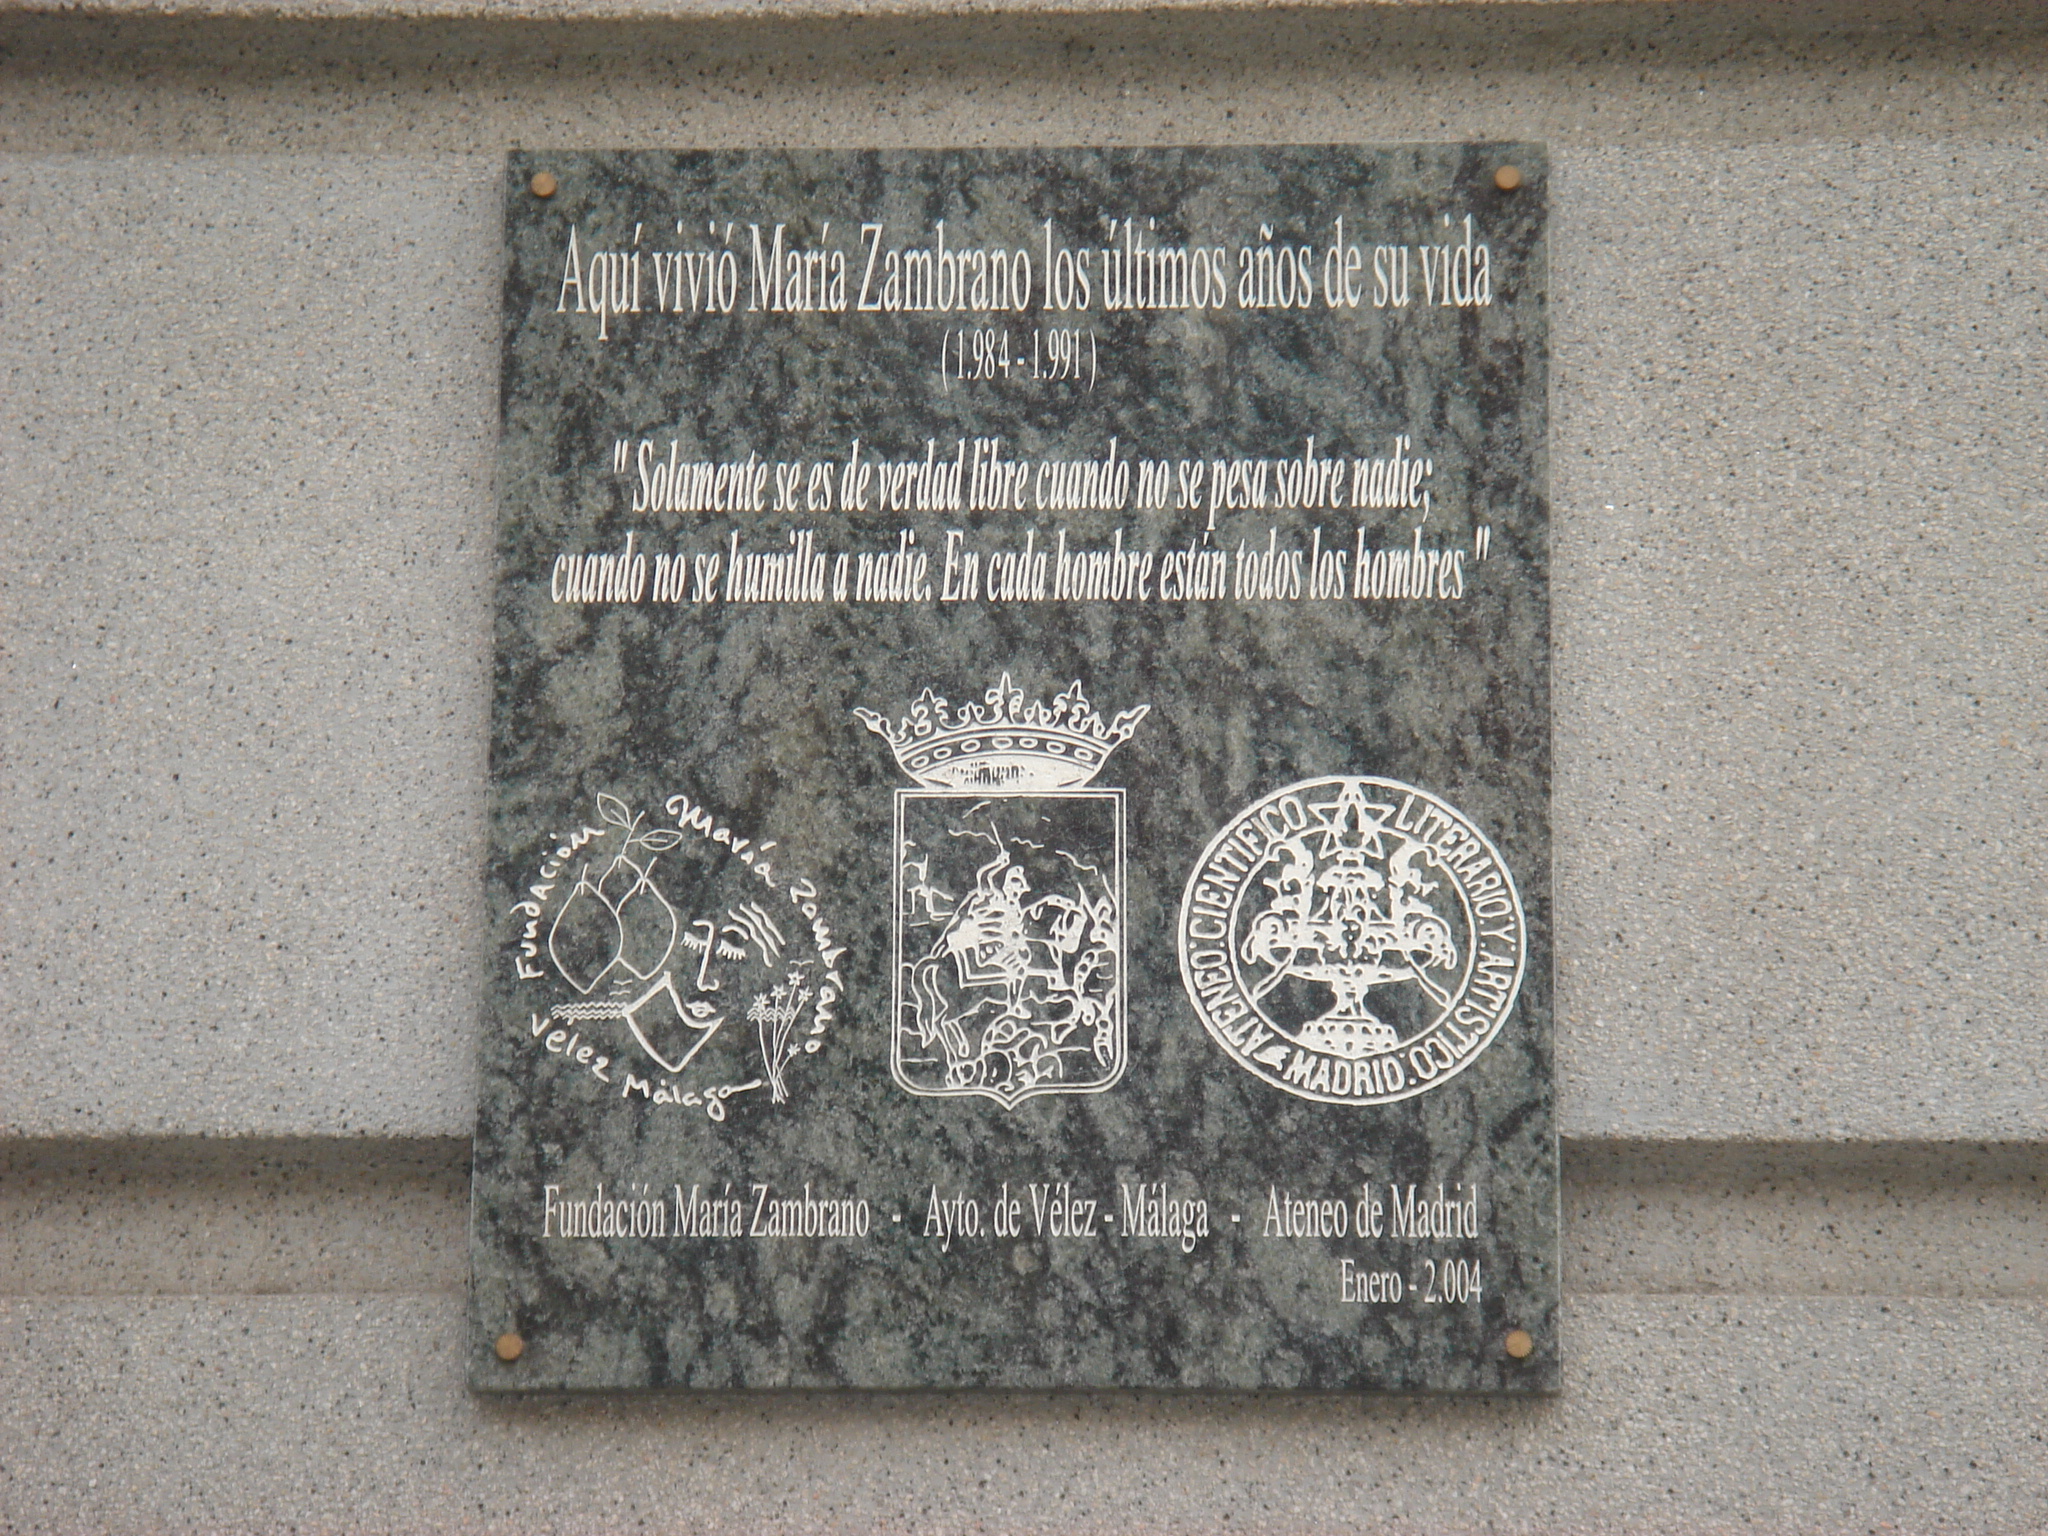 Aquí vivió María Zambrano los últimos años de su vida
( 1.984 - 1.991 )
" Solamente se es de verdad libre cuando no se pesa sobre nadie;
cuando no se humilla a nadie. En cada hombre están todos los hombres "
Fundación María Zambrano
Vélez Málaga
ATENEO · CIENTIFICO LITERARIO · Y · ARTISTICO ·
MADRID
Fundación María Zambrano - Ayto. de Vélez - Málaga - Ateneo de Madrid
Enero - 2.004